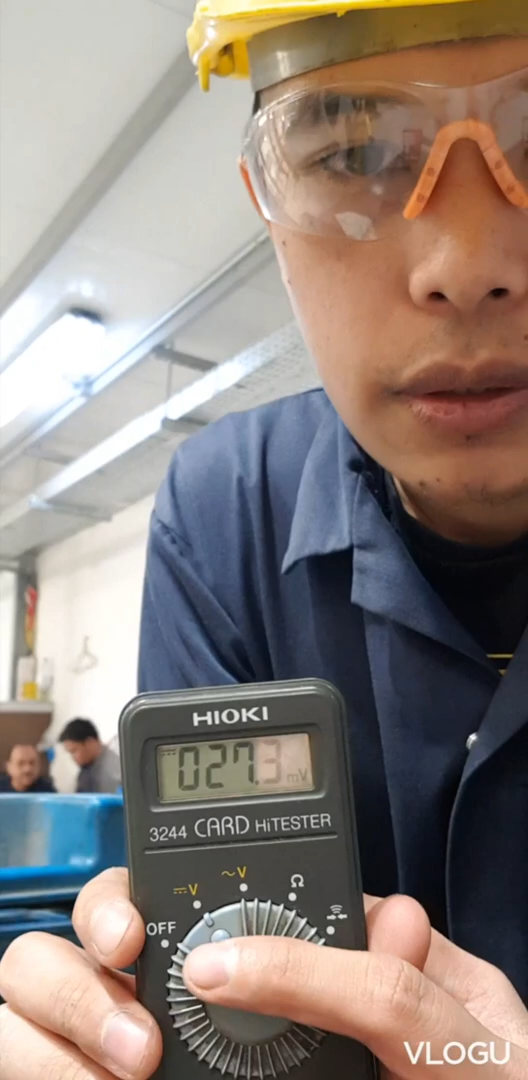 HIOKI
027.3 mV
3244 CARD HiTESTER
⎓V
~V
Ω
OFF
VLOGU